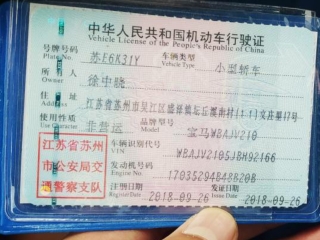 中华人民共和国机动车行驶证
Vehicle License of the People's Republic of China
号牌号码 Plate No. 苏E6K31Y 车辆类型 Vehicle Type 小型轿车
所有人 Owner 徐中晓
住址 Address 江苏省苏州市吴江区盛泽镇坛丘
使用性质 Use Character 非营运 品牌型号 Model 宝马WBAJV210
江苏省苏州市公安局交通警察支队
车辆识别代号 VIN
发动机号码 Engine No. 17035294B48B20B
注册日期 2018-09-26 发证日期 2018-09-26